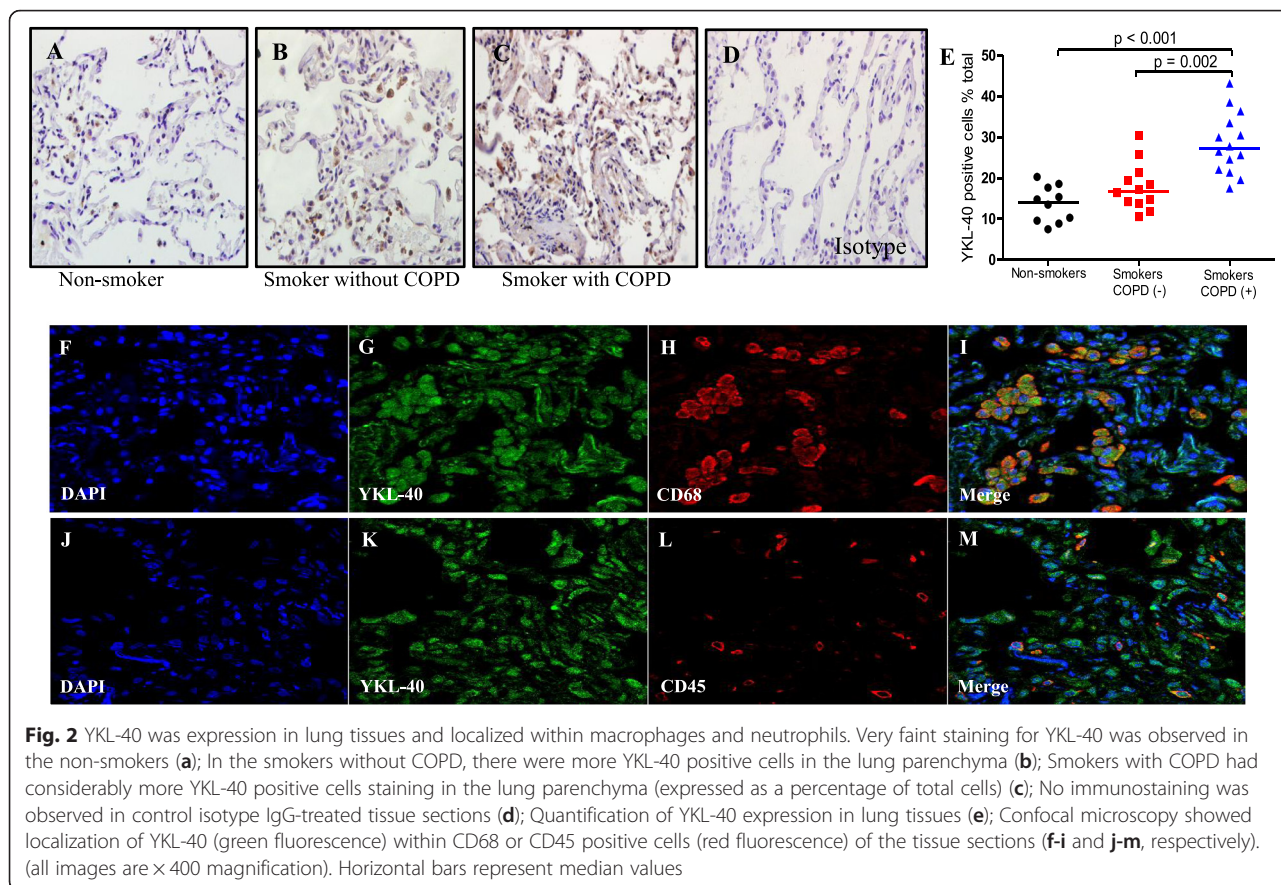 A
B
C
D
Isotype
Non-smoker
Smoker without COPD
Smoker with COPD
E
p < 0.001
p = 0.002
YKL-40 positive cells % total
50
40
30
20
10
0
Non-smokers
Smokers
COPD (-)
Smokers
COPD (+)
F
DAPI
G
YKL-40
H
CD68
I
Merge
J
DAPI
K
YKL-40
L
CD45
M
Merge
Fig. 2 YKL-40 was expression in lung tissues and localized within macrophages and neutrophils. Very faint staining for YKL-40 was observed in
the non-smokers (a); In the smokers without COPD, there were more YKL-40 positive cells in the lung parenchyma (b); Smokers with COPD had
considerably more YKL-40 positive cells staining in the lung parenchyma (expressed as a percentage of total cells) (c); No immunostaining was
observed in control isotype IgG-treated tissue sections (d); Quantification of YKL-40 expression in lung tissues (e); Confocal microscopy showed
localization of YKL-40 (green fluorescence) within CD68 or CD45 positive cells (red fluorescence) of the tissue sections (f-i and j-m, respectively).
(all images are × 400 magnification). Horizontal bars represent median values